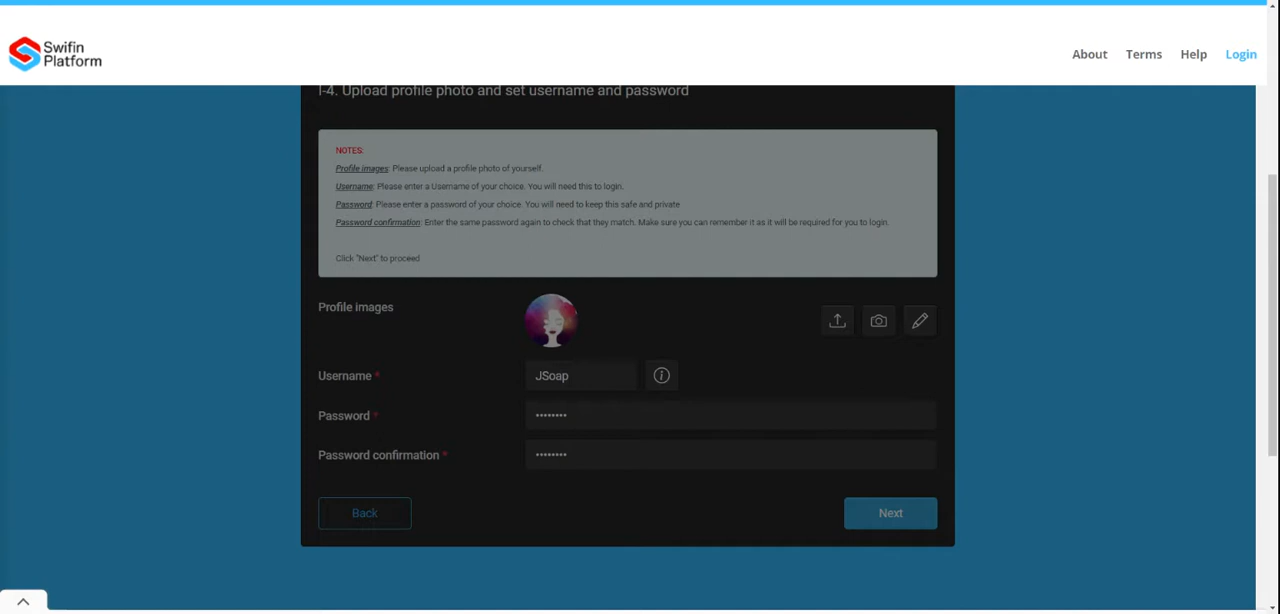 Swifin
Platform
About
Terms
Help
Login
I-4. Upload profile photo and set username and password
NOTES:
Profile images: Please upload a profile photo of yourself.
Username: Please enter a Username of your choice. You will need this to login.
Password: Please enter a password of your choice. You will need to keep this safe and private
Password confirmation: Enter the same password again to check that they match. Make sure you can remember it as it will be required for you to login.
Click "Next" to proceed
Profile images
Username *
JSoap
Password *
••••••••
Password confirmation *
••••••••
Back
Next